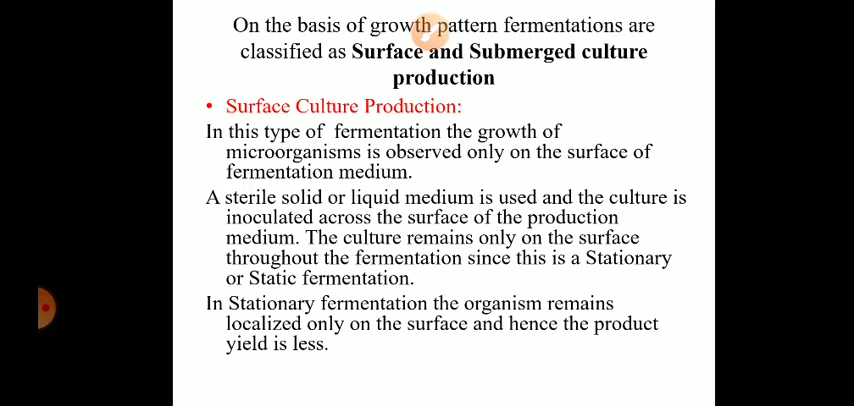 On the basis of growth pattern fermentations are
classified as Surface and Submerged culture
production
• Surface Culture Production:
In this type of fermentation the growth of
microorganisms is observed only on the surface of
fermentation medium.
A sterile solid or liquid medium is used and the culture is
inoculated across the surface of the production
medium. The culture remains only on the surface
throughout the fermentation since this is a Stationary
or Static fermentation.
In Stationary fermentation the organism remains
localized only on the surface and hence the product
yield is less.